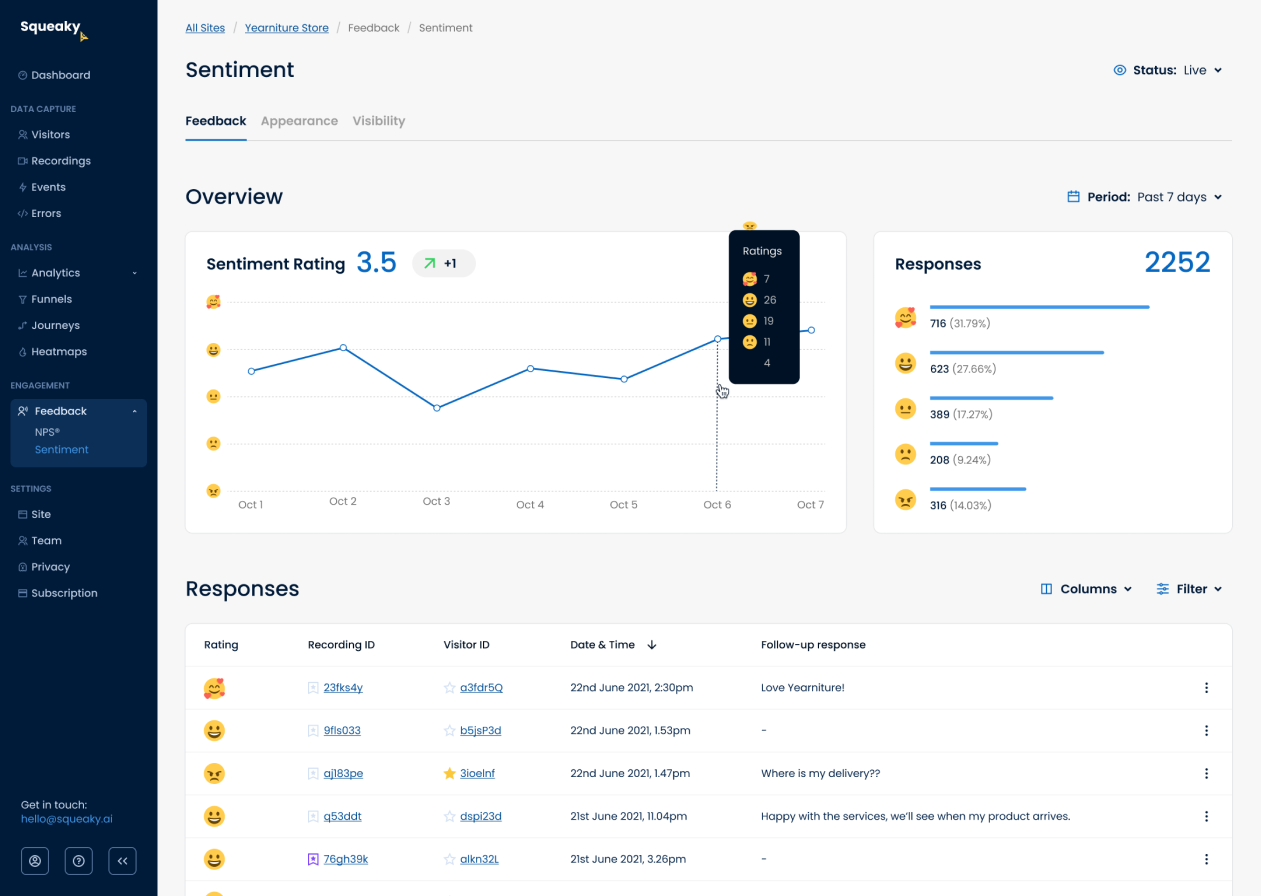 Squeaky
Dashboard
DATA CAPTURE
Visitors
Recordings
Events
Errors
ANALYSIS
Analytics
Funnels
Journeys
Heatmaps
ENGAGEMENT
Feedback
NPS®
Sentiment
SETTINGS
Site
Team
Privacy
Subscription
Get in touch:
hello@squeaky.ai
All Sites / Yearniture Store / Feedback / Sentiment
Sentiment
Status: Live
Feedback Appearance Visibility
Overview
Period: Past 7 days
Sentiment Rating 3.5 +1
Ratings
7
26
19
11
4
Oct 1 Oct 2 Oct 3 Oct 4 Oct 5 Oct 6 Oct 7
Responses 2252
716 (31.79%)
623 (27.66%)
389 (17.27%)
208 (9.24%)
316 (14.03%)
Responses
Columns Filter
Rating Recording ID Visitor ID Date & Time Follow-up response
23fks4y a3fdr5Q 22nd June 2021, 2:30pm Love Yearniture!
9fls033 b5jsP3d 22nd June 2021, 1.53pm -
aj183pe 3ioelnf 22nd June 2021, 1.47pm Where is my delivery??
q53ddt dspi23d 21st June 2021, 11.04pm Happy with the services, we'll see when my product arrives.
76gh39k alkn32L 21st June 2021, 3.26pm -